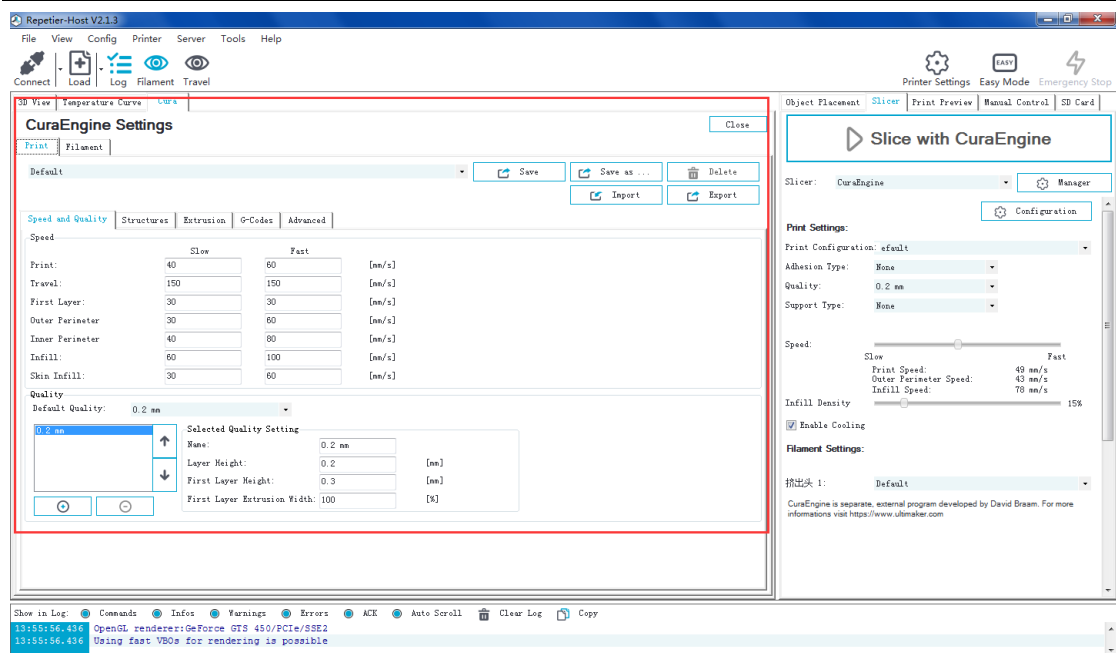 Repetier-Host V2.1.3
File View Config Printer Server Tools Help
Connect Load Log Filament Travel
Printer Settings Easy Mode Emergency Stop
EASY
3D View Temperature Curve Cura
Object Placement Slicer Print Preview Manual Control SD Card
CuraEngine Settings
Close
Print Filament
Default
Save Save as ... Delete
Import Export
Speed and Quality Structures Extrusion G-Codes Advanced
Speed
Slow Fast
Print: 40 60 [mm/s]
Travel: 150 150 [mm/s]
First Layer: 30 30 [mm/s]
Outer Perimeter 30 60 [mm/s]
Inner Perimeter 40 80 [mm/s]
Infill: 60 100 [mm/s]
Skin Infill: 30 60 [mm/s]
Quality
Default Quality: 0.2 mm
0.2 mm
Selected Quality Setting
Name: 0.2 mm
Layer Height: 0.2 [mm]
First Layer Height: 0.3 [mm]
First Layer Extrusion Width: 100 [%]
Slice with CuraEngine
Slicer: CuraEngine Manager
Configuration
Print Settings:
Print Configuration: efault
Adhesion Type: None
Quality: 0.2 mm
Support Type: None
Speed:
Slow Fast
Print Speed: 49 mm/s
Outer Perimeter Speed: 43 mm/s
Infill Speed: 78 mm/s
Infill Density 15%
Enable Cooling
Filament Settings:
挤出头 1: Default
CuraEngine is separate, external program developed by David Braam. For more
informations visit https://www.ultimaker.com
Show in Log: Commands Infos Warnings Errors ACK Auto Scroll Clear Log Copy
13:55:56.436 OpenGL renderer:GeForce GTS 450/PCIe/SSE2
13:55:56.436 Using fast VBOs for rendering is possible